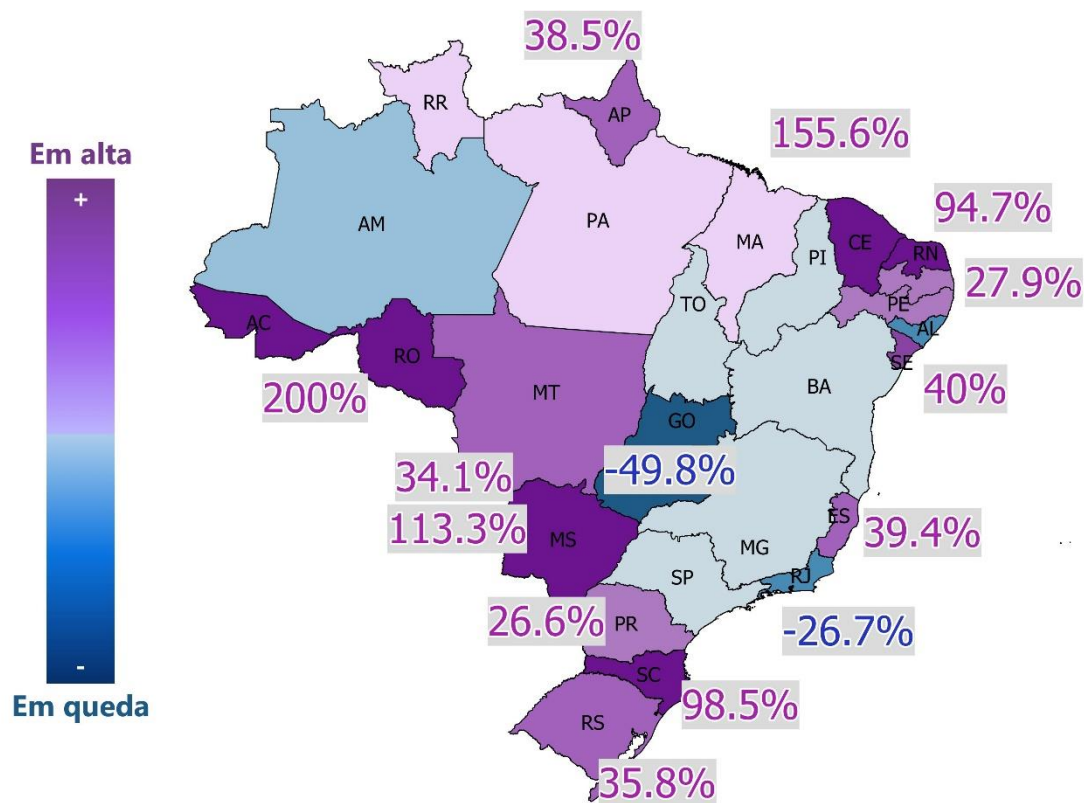 38.5%
RR
AP
155.6%
Em alta
+
94.7%
AM
PA
MA
PI
CE
RN
27.9%
TO
PE
AL
SE
AC
RO
MT
BA
40%
200%
GO
-49.8%
34.1%
113.3%
MS
MG
ES
39.4%
SP
RJ
26.6%
PR
-26.7%
-
SC
Em queda
98.5%
RS
35.8%